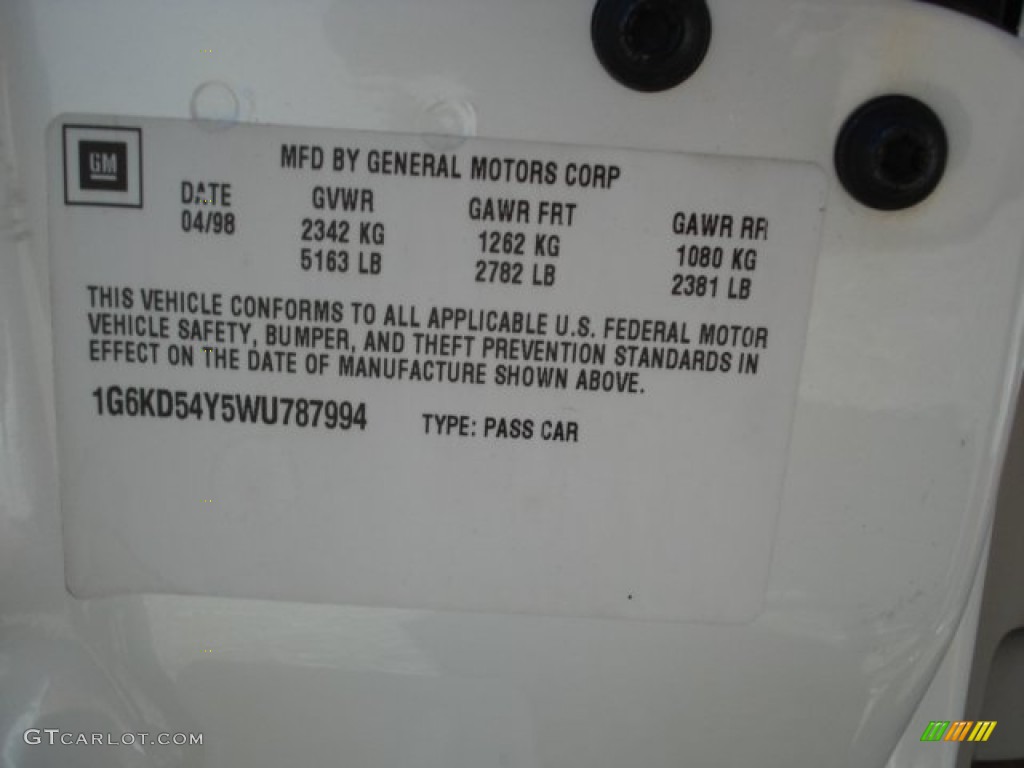 GM
MFD BY GENERAL MOTORS CORP
DATE GVWR GAWR FRT GAWR RR
04/98 2342 KG 1262 KG 1080 KG
5163 LB 2782 LB 2381 LB
THIS VEHICLE CONFORMS TO ALL APPLICABLE U.S. FEDERAL MOTOR
VEHICLE SAFETY, BUMPER, AND THEFT PREVENTION STANDARDS IN
EFFECT ON THE DATE OF MANUFACTURE SHOWN ABOVE.
1G6KD54Y5WU787994 TYPE: PASS CAR
GTCARLOT.COM